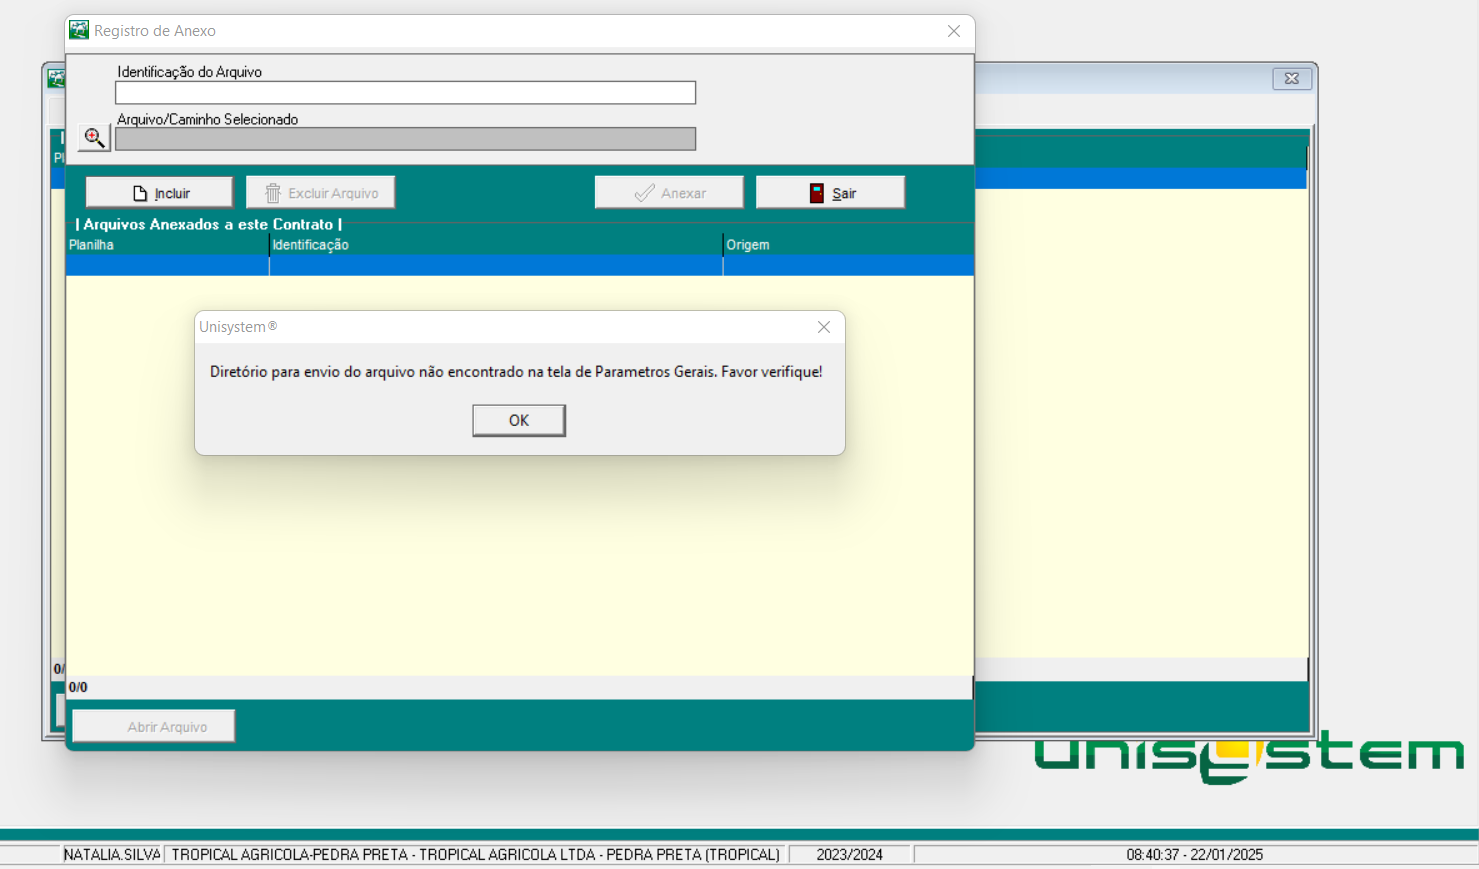 Registro de Anexo
Identificação do Arquivo
Arquivo/Caminho Selecionado
Incluir
Excluir Arquivo
Anexar
Sair
| Arquivos Anexados a este Contrato |
Planilha
Identificação
Origem
Unisystem®
Diretório para envio do arquivo não encontrado na tela de Parametros Gerais. Favor verifique!
OK
0/0
Abrir Arquivo
unisystem
NATALIA.SILVA
TROPICAL AGRICOLA-PEDRA PRETA - TROPICAL AGRICOLA LTDA - PEDRA PRETA (TROPICAL)
2023/2024
08:40:37 - 22/01/2025